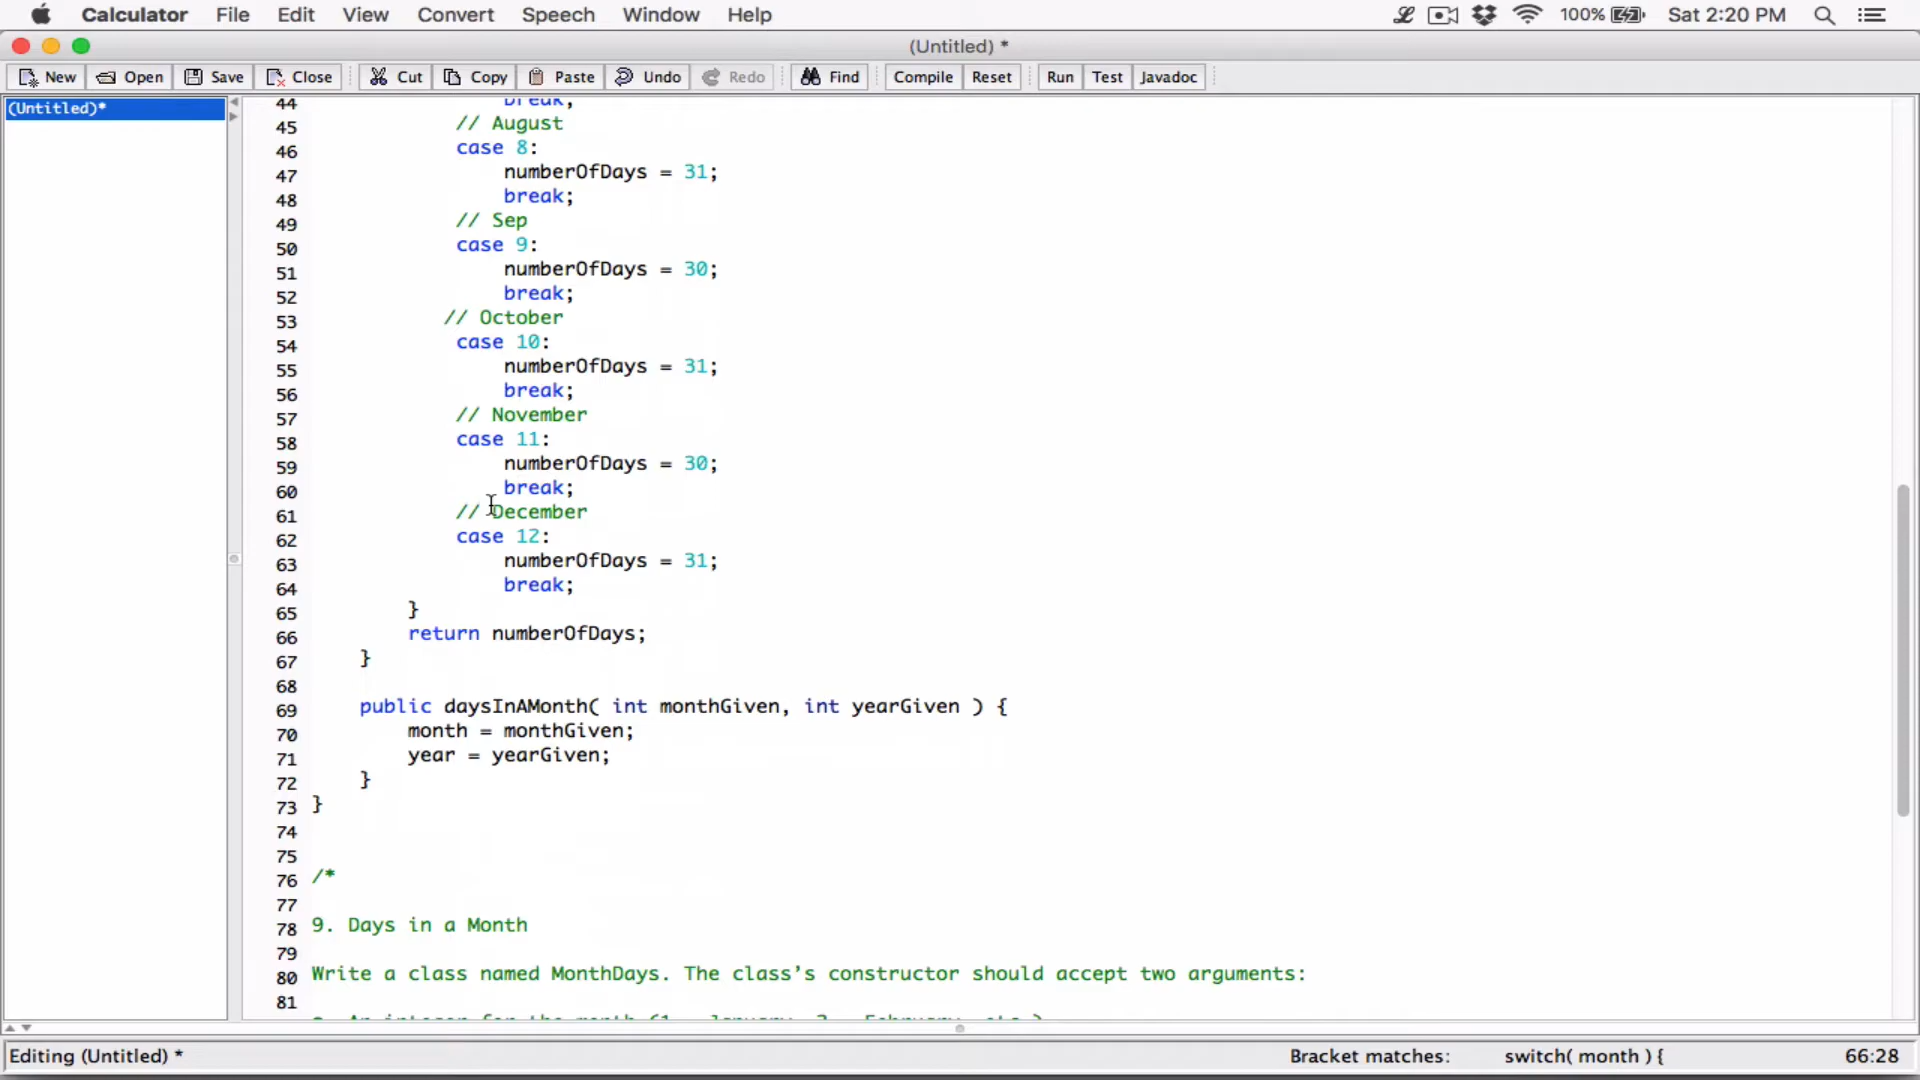 Calculator File Edit View Convert Speech Window Help 100% Sat 2:20 PM
(Untitled) *
New Open Save Close Cut Copy Paste Undo Redo Find Compile Reset Run Test Javadoc
(Untitled)*
44 break;
45 // August
46 case 8:
47 numberOfDays = 31;
48 break;
49 // Sep
50 case 9:
51 numberOfDays = 30;
52 break;
53 // October
54 case 10:
55 numberOfDays = 31;
56 break;
57 // November
58 case 11:
59 numberOfDays = 30;
60 break;
61 // December
62 case 12:
63 numberOfDays = 31;
64 break;
65 }
66 return numberOfDays;
67 }
68
69 public daysInAMonth( int monthGiven, int yearGiven ) {
70 month = monthGiven;
71 year = yearGiven;
72 }
73 }
74
75
76 /*
77
78 9. Days in a Month
79
80 Write a class named MonthDays. The class's constructor should accept two arguments:
81
Editing (Untitled) * Bracket matches: switch( month ) { 66:28